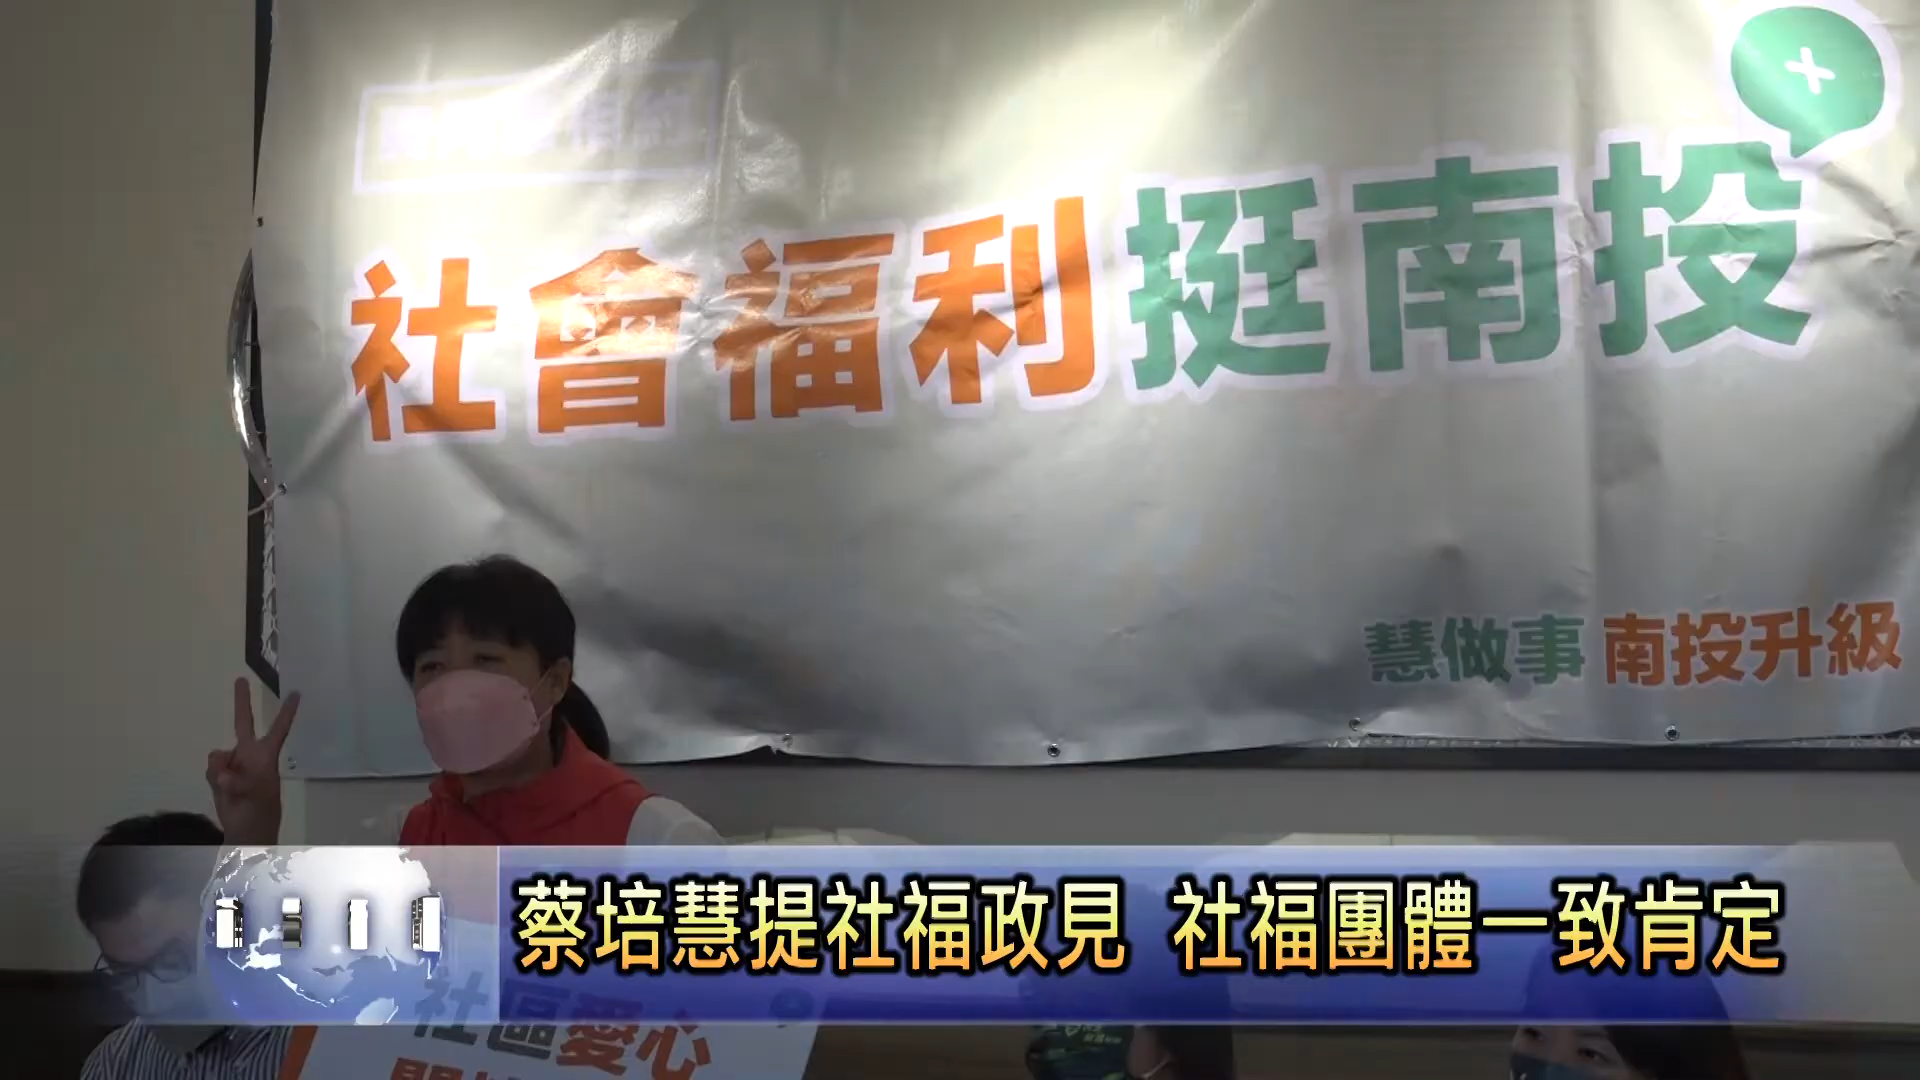 社會福利挺南投
慧做事 南投升級
蔡培慧提社福政見 社福團體一致肯定
社區愛心